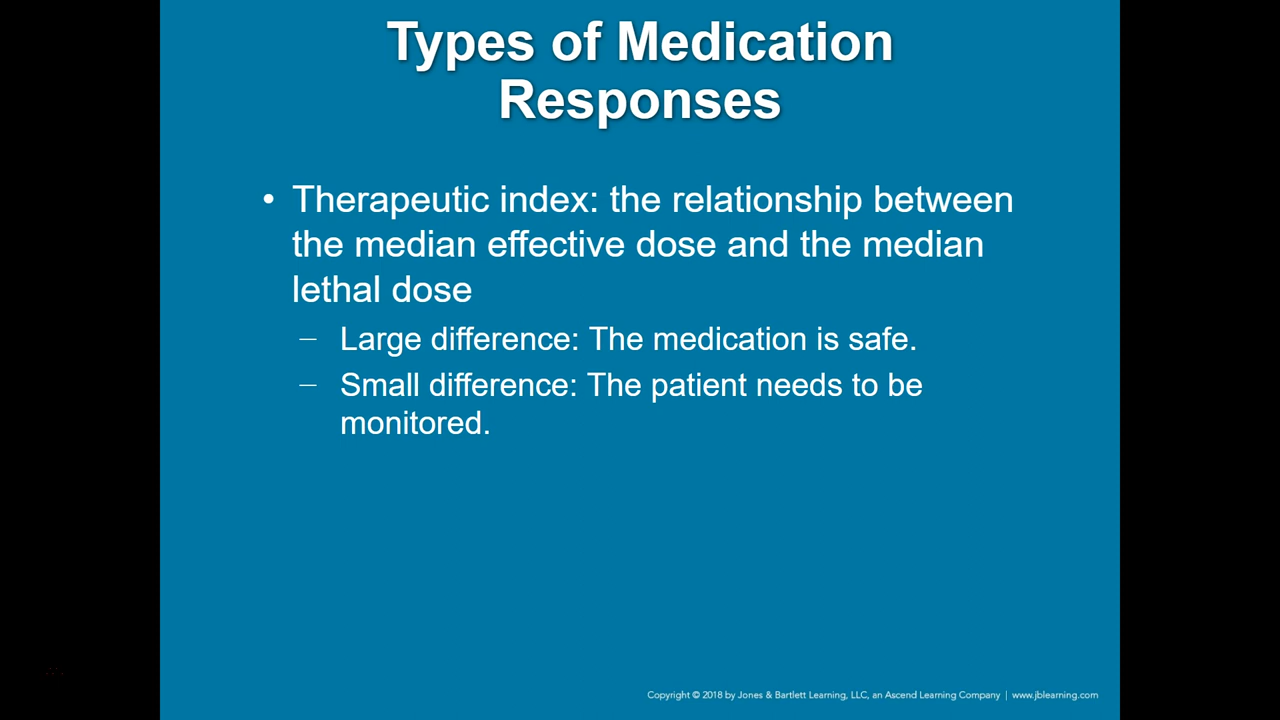 Types of Medication
Responses
• Therapeutic index: the relationship between
the median effective dose and the median
lethal dose
– Large difference: The medication is safe.
– Small difference: The patient needs to be
monitored.
Copyright © 2018 by Jones & Bartlett Learning, LLC, an Ascend Learning Company | www.jblearning.com